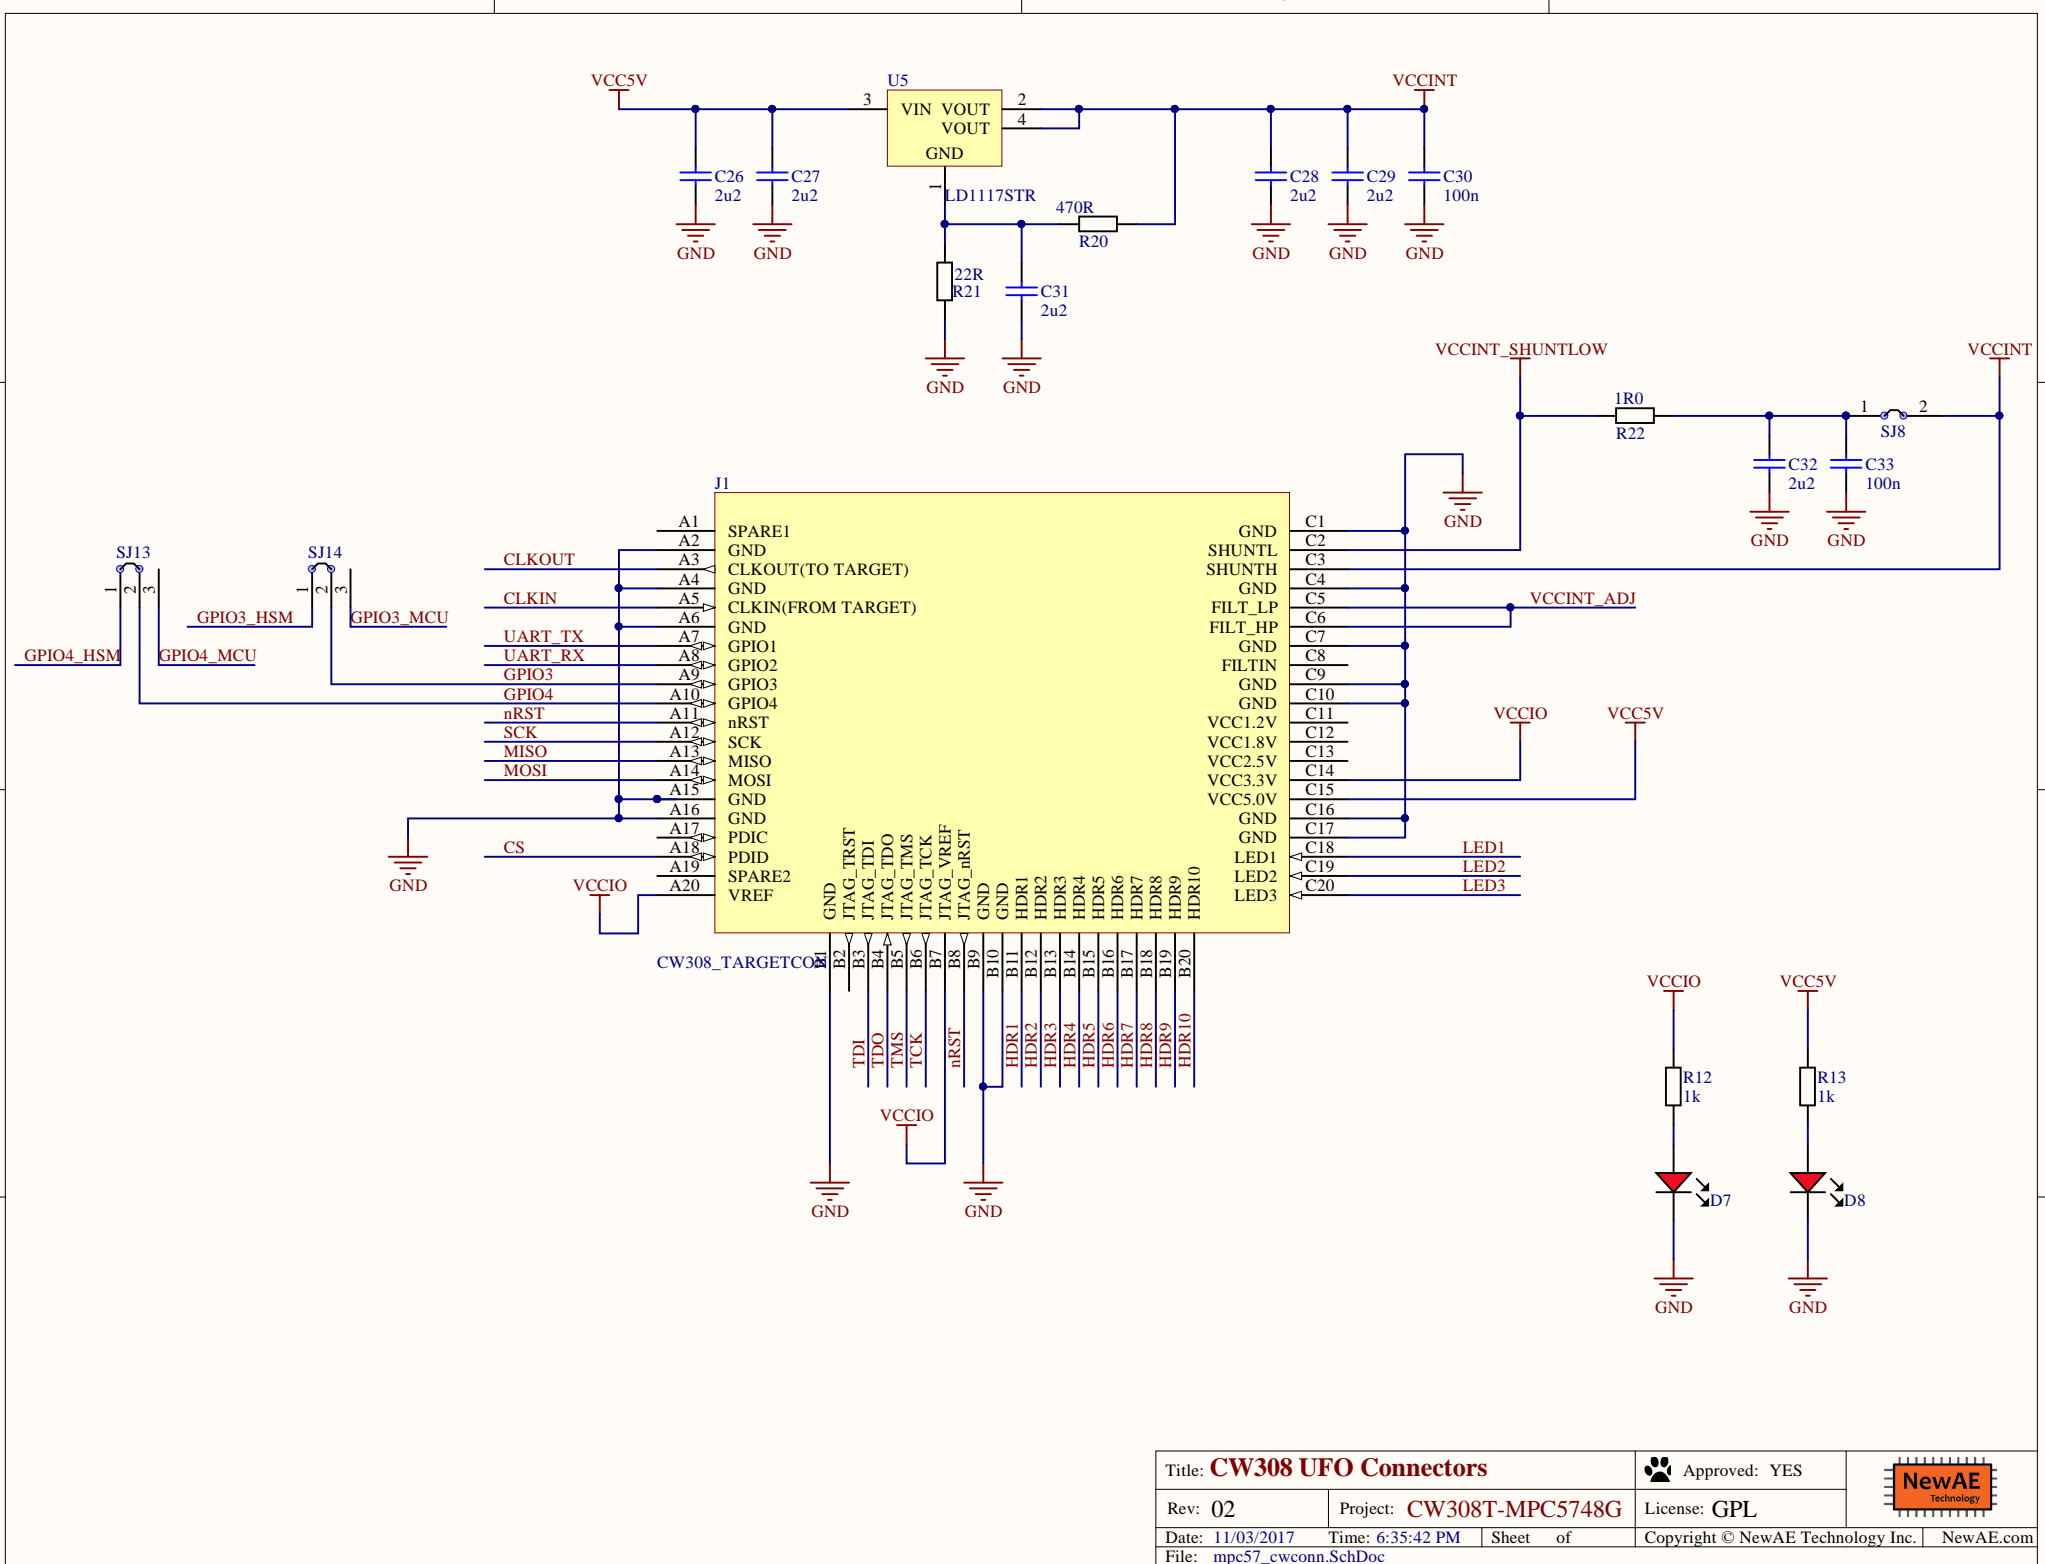 VCC5V
U5
VCCINT
3
VIN VOUT
2
VOUT
4
GND
1
LD1117STR
C26
2u2
C27
2u2
C28
2u2
C29
2u2
C30
100n
GND
GND
GND
GND
GND
470R
R20
22R
R21
C31
2u2
GND
GND
VCCINT_SHUNTLOW
VCCINT
1R0
R22
1
2
SJ8
C32
2u2
C33
100n
GND
GND
GND
SJ13
1
2
3
SJ14
1
2
3
GPIO3_HSM
GPIO3_MCU
GPIO4_HSM
GPIO4_MCU
J1
A1 SPARE1
A2 GND
CLKOUT A3 CLKOUT(TO TARGET)
A4 GND
CLKIN A5 CLKIN(FROM TARGET)
A6 GND
UART_TX A7 GPIO1
UART_RX A8 GPIO2
GPIO3 A9 GPIO3
GPIO4 A10 GPIO4
nRST A11 nRST
SCK A12 SCK
MISO A13 MISO
MOSI A14 MOSI
A15 GND
A16 GND
A17 PDIC
CS A18 PDID
A19 SPARE2
VCCIO A20 VREF
GND
GND C1
SHUNTL C2
SHUNTH C3
GND C4
FILT_LP C5 VCCINT_ADJ
FILT_HP C6
GND C7
FILTIN C8
GND C9
GND C10
VCC1.2V C11
VCC1.8V C12
VCC2.5V C13
VCC3.3V C14 VCCIO
VCC5.0V C15 VCC5V
GND C16
GND C17
LED1 C18 LED1
LED2 C19 LED2
LED3 C20 LED3
GND B1
JTAG_TRST B2
JTAG_TDI B3 TDI
JTAG_TDO B4 TDO
JTAG_TMS B5 TMS
JTAG_TCK B6 TCK
JTAG_VREF B7
JTAG_nRST B8 nRST
GND B9
GND B10
HDR1 B11 HDR1
HDR2 B12 HDR2
HDR3 B13 HDR3
HDR4 B14 HDR4
HDR5 B15 HDR5
HDR6 B16 HDR6
HDR7 B17 HDR7
HDR8 B18 HDR8
HDR9 B19 HDR9
HDR10 B20 HDR10
VCCIO
GND
GND
VCCIO
VCC5V
R12
1k
R13
1k
D7
D8
GND
GND
Title: CW308 UFO Connectors
Approved: YES
NewAE
Technology
Rev: 02
Project: CW308T-MPC5748G
License: GPL
Date: 11/03/2017
Time: 6:35:42 PM
Sheet of
Copyright © NewAE Technology Inc.
NewAE.com
File: mpc57_cwconn.SchDoc